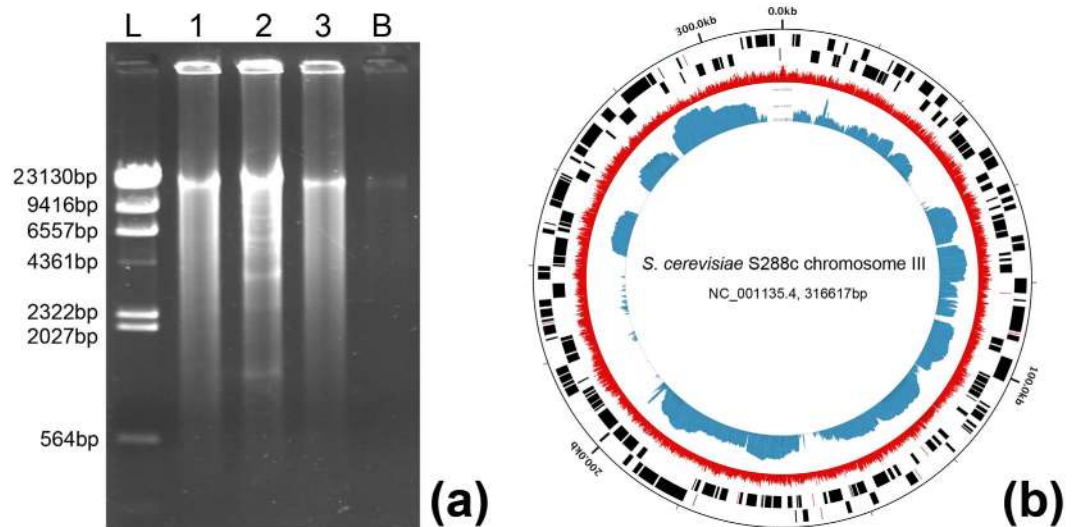 L 1 2 3 B
23130bp
9416bp
6557bp
4361bp
2322bp
2027bp
564bp
(a)
0.0kb
300.0kb
100.0kb
200.0kb
S. cerevisiae S288c chromosome III
NC_001135.4, 316617bp
(b)